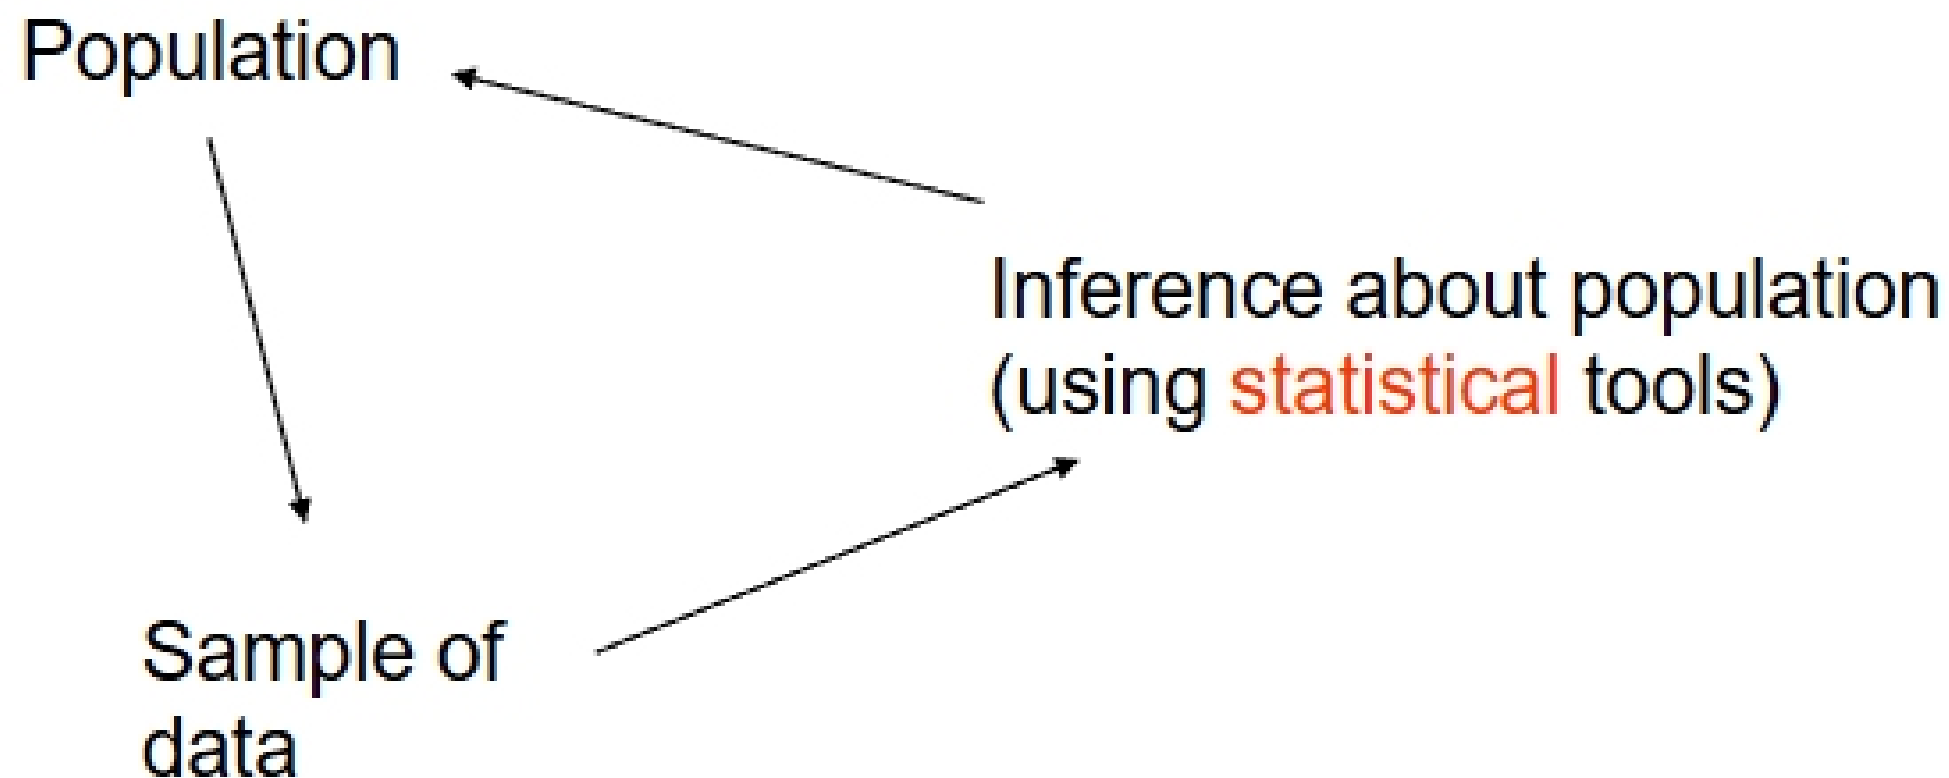 Population
Inference about population
(using statistical tools)
Sample of
data